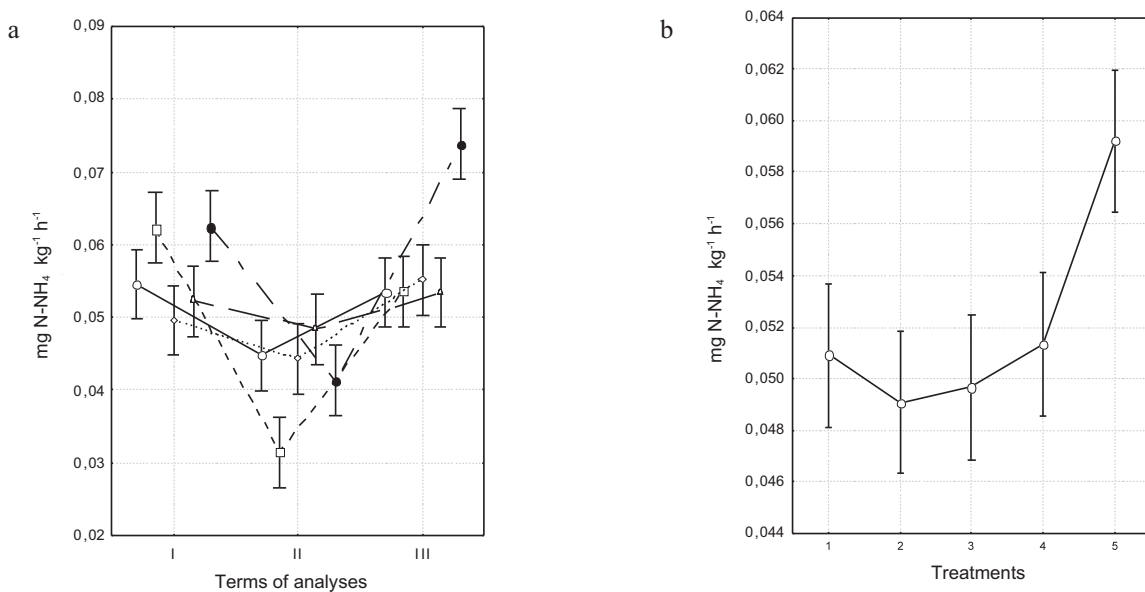 a
0,09
0,08
0,07
0,06
0,05
0,04
0,03
0,02
mg N-NH₄ kg⁻¹ h⁻¹
I II III
Terms of analyses
b
0,064
0,062
0,060
0,058
0,056
0,054
0,052
0,050
0,048
0,046
0,044
mg N-NH₄ kg⁻¹ h⁻¹
1 2 3 4 5
Treatments